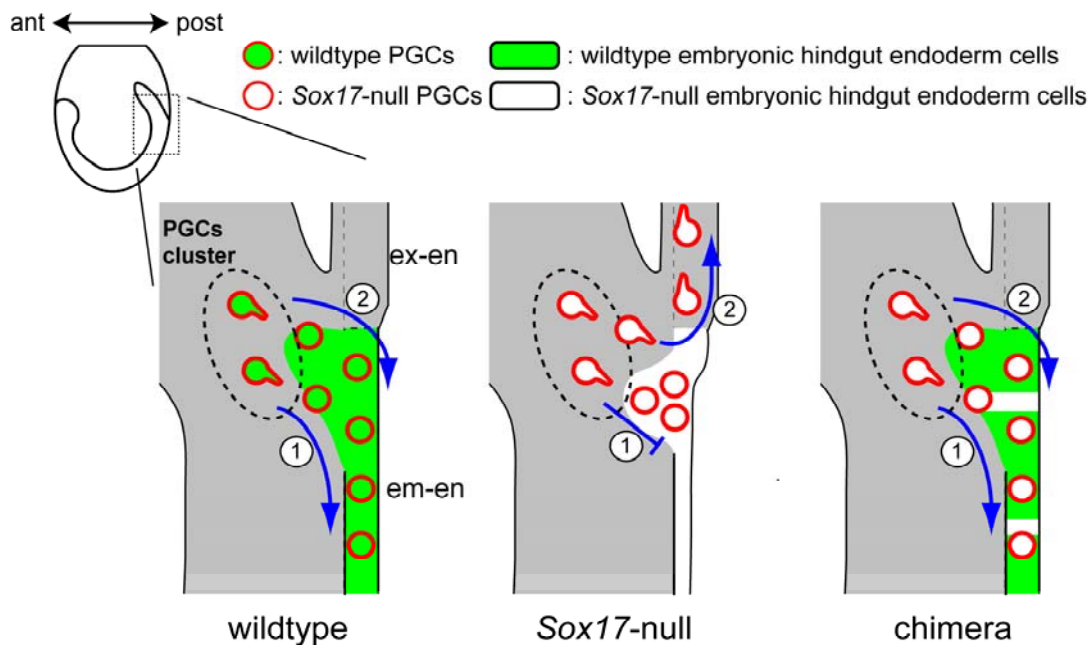 ant post
: wildtype PGCs : wildtype embryonic hindgut endoderm cells
: Sox17-null PGCs : Sox17-null embryonic hindgut endoderm cells
PGCs
cluster
ex-en
2
1
em-en
2
1
2
1
wildtype Sox17-null chimera